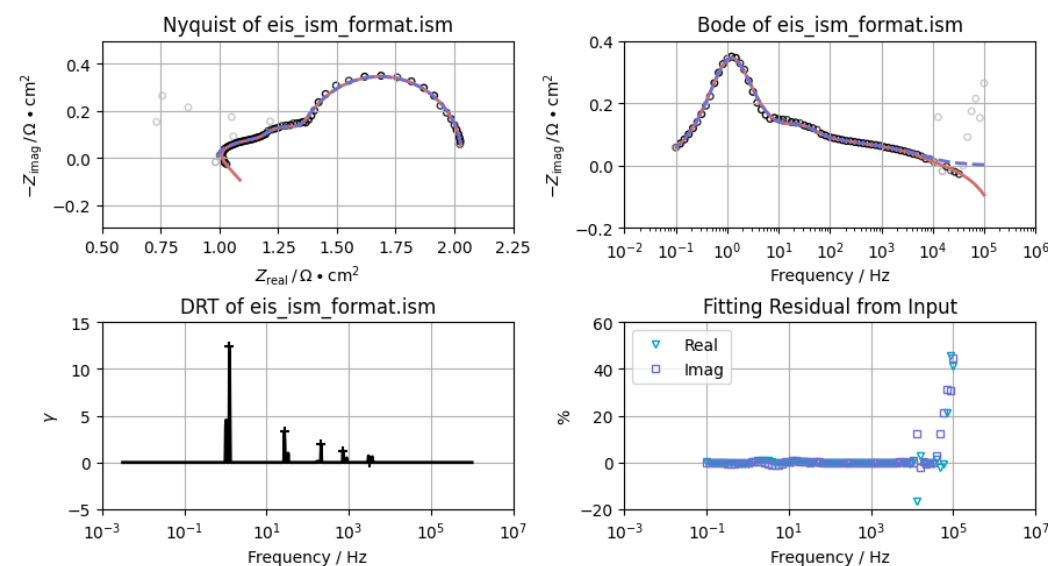 Nyquist of eis_ism_format.ism
−Z_imag / Ω • cm²
0.4
0.2
0.0
−0.2
0.50 0.75 1.00 1.25 1.50 1.75 2.00 2.25
Z_real / Ω • cm²
Bode of eis_ism_format.ism
−Z_imag / Ω • cm²
0.4
0.2
0.0
−0.2
10⁻² 10⁻¹ 10⁰ 10¹ 10² 10³ 10⁴ 10⁵ 10⁶
Frequency / Hz
DRT of eis_ism_format.ism
γ
15
10
5
0
−5
10⁻³ 10⁻¹ 10¹ 10³ 10⁵ 10⁷
Frequency / Hz
Fitting Residual from Input
%
60
40
20
0
−20
Real
Imag
10⁻³ 10⁻¹ 10¹ 10³ 10⁵ 10⁷
Frequency / Hz